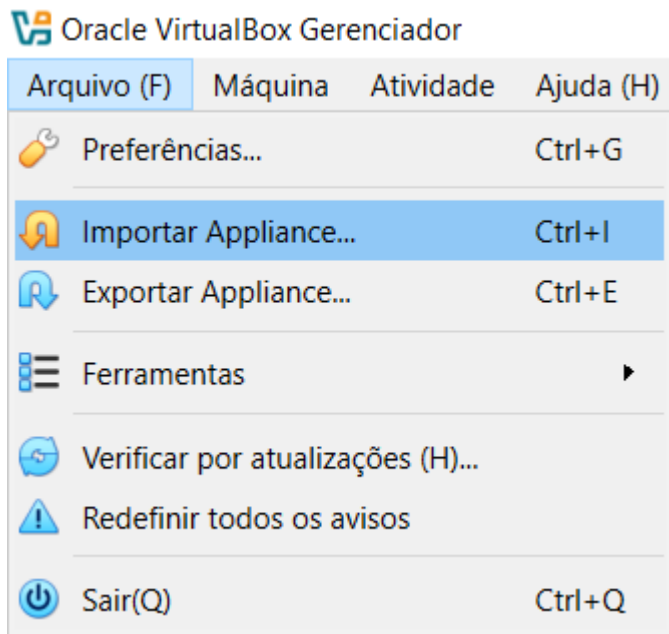 Oracle VirtualBox Gerenciador
Arquivo (F) Máquina Atividade Ajuda (H)
Preferências... Ctrl+G
Importar Appliance... Ctrl+I
Exportar Appliance... Ctrl+E
Ferramentas
Verificar por atualizações (H)...
Redefinir todos os avisos
Sair(Q) Ctrl+Q